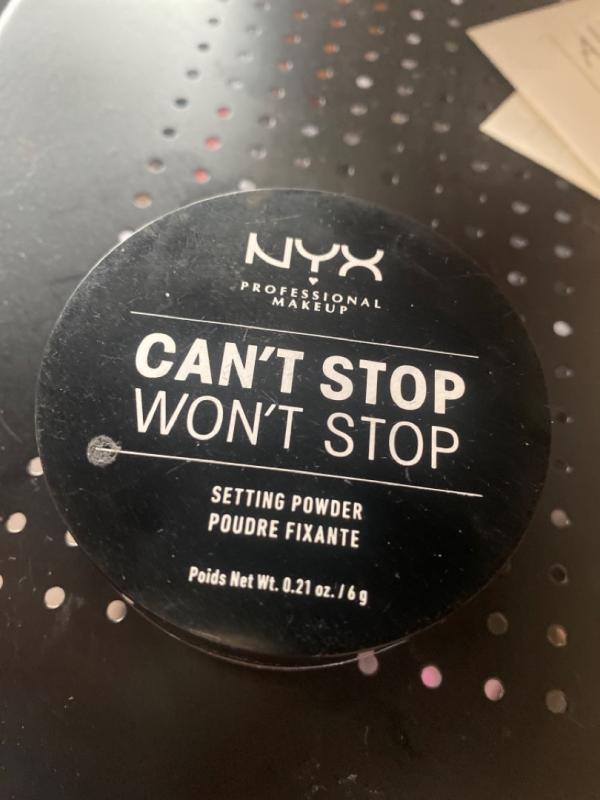 NYX
PROFESSIONAL
MAKEUP
CAN'T STOP
WON'T STOP
SETTING POWDER
POUDRE FIXANTE
Poids Net Wt. 0.21 oz. / 6 g